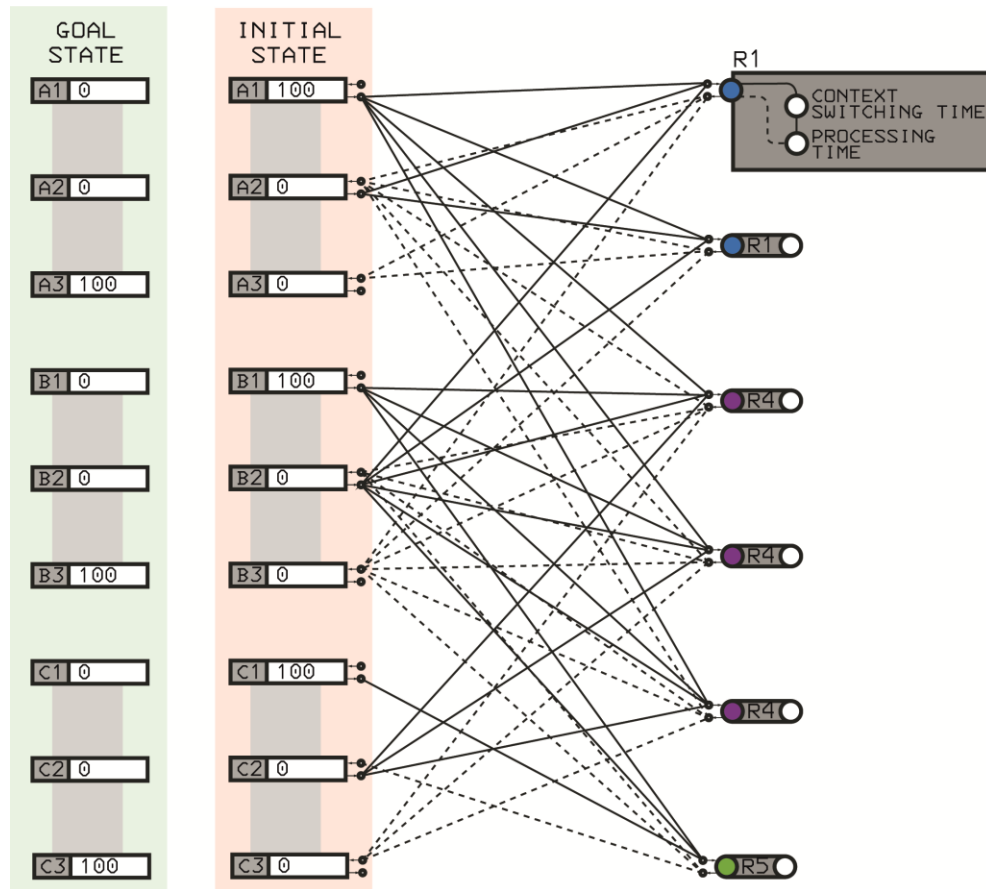 GOAL
STATE
INITIAL
STATE
R1
A1 0
A1 100
CONTEXT
SWITCHING TIME
PROCESSING
TIME
A2 0
A2 0
R1
A3 100
A3 0
B1 0
B1 100
R4
B2 0
B2 0
R4
B3 100
B3 0
C1 0
C1 100
R4
C2 0
C2 0
C3 100
C3 0
R5